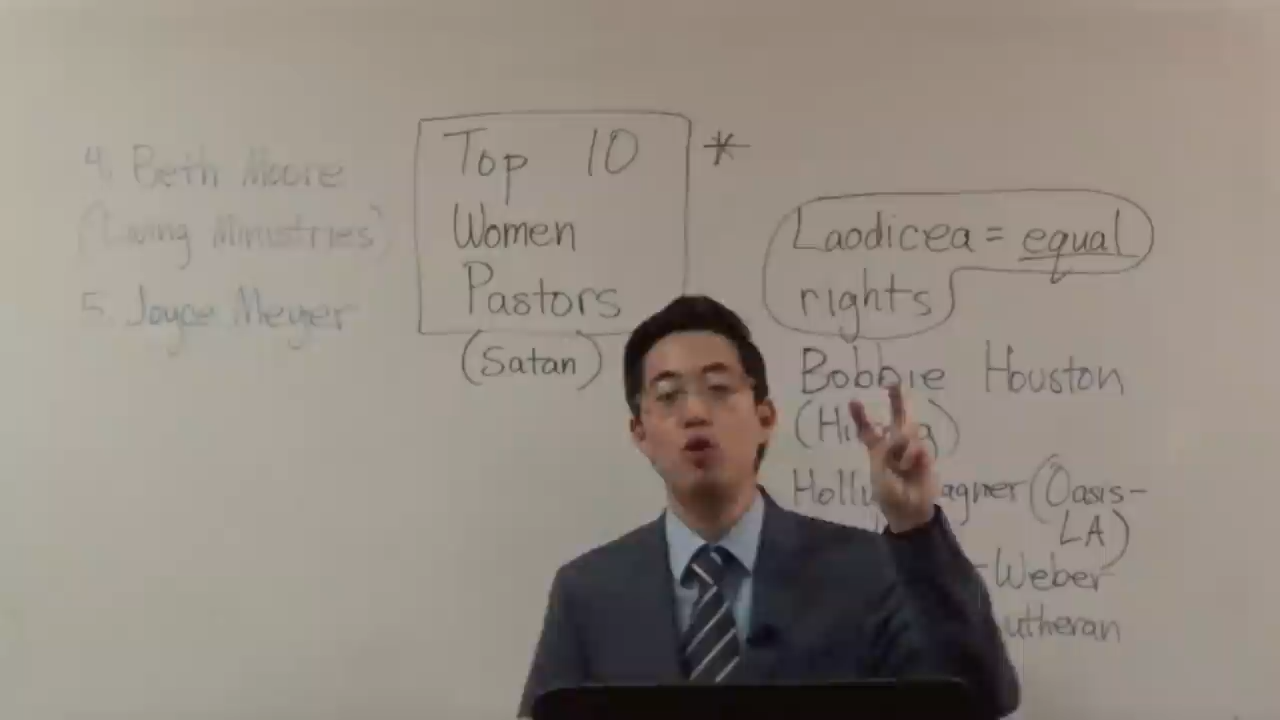 4. Beth Moore
(Living Ministries)
5. Joyce Meyer
Top 10 *
Women
Pastors
(Satan)
Laodicea = equal
rights
Bobbie Houston
Holly (Oasis-
LA)
-Weber